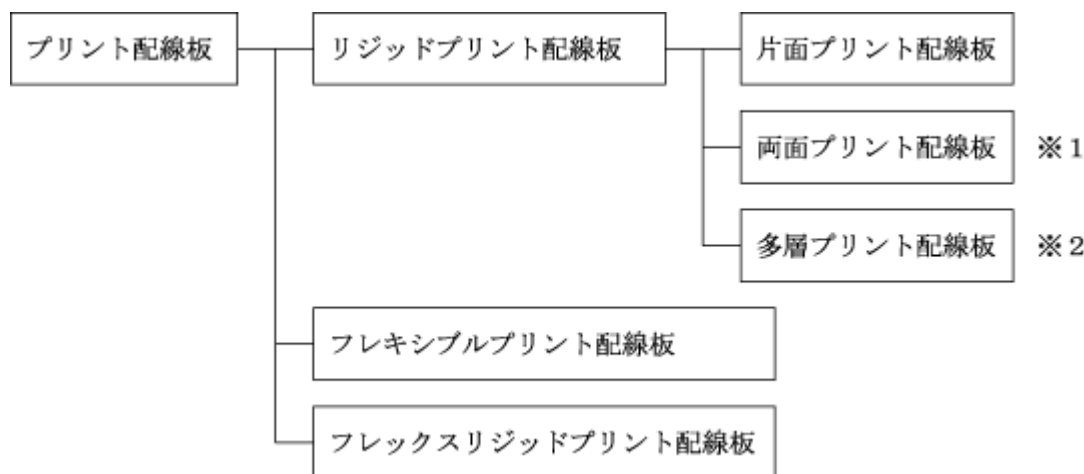 プリント配線板
リジッドプリント配線板
片面プリント配線板
両面プリント配線板 ※1
多層プリント配線板 ※2
フレキシブルプリント配線板
フレックスリジッドプリント配線板